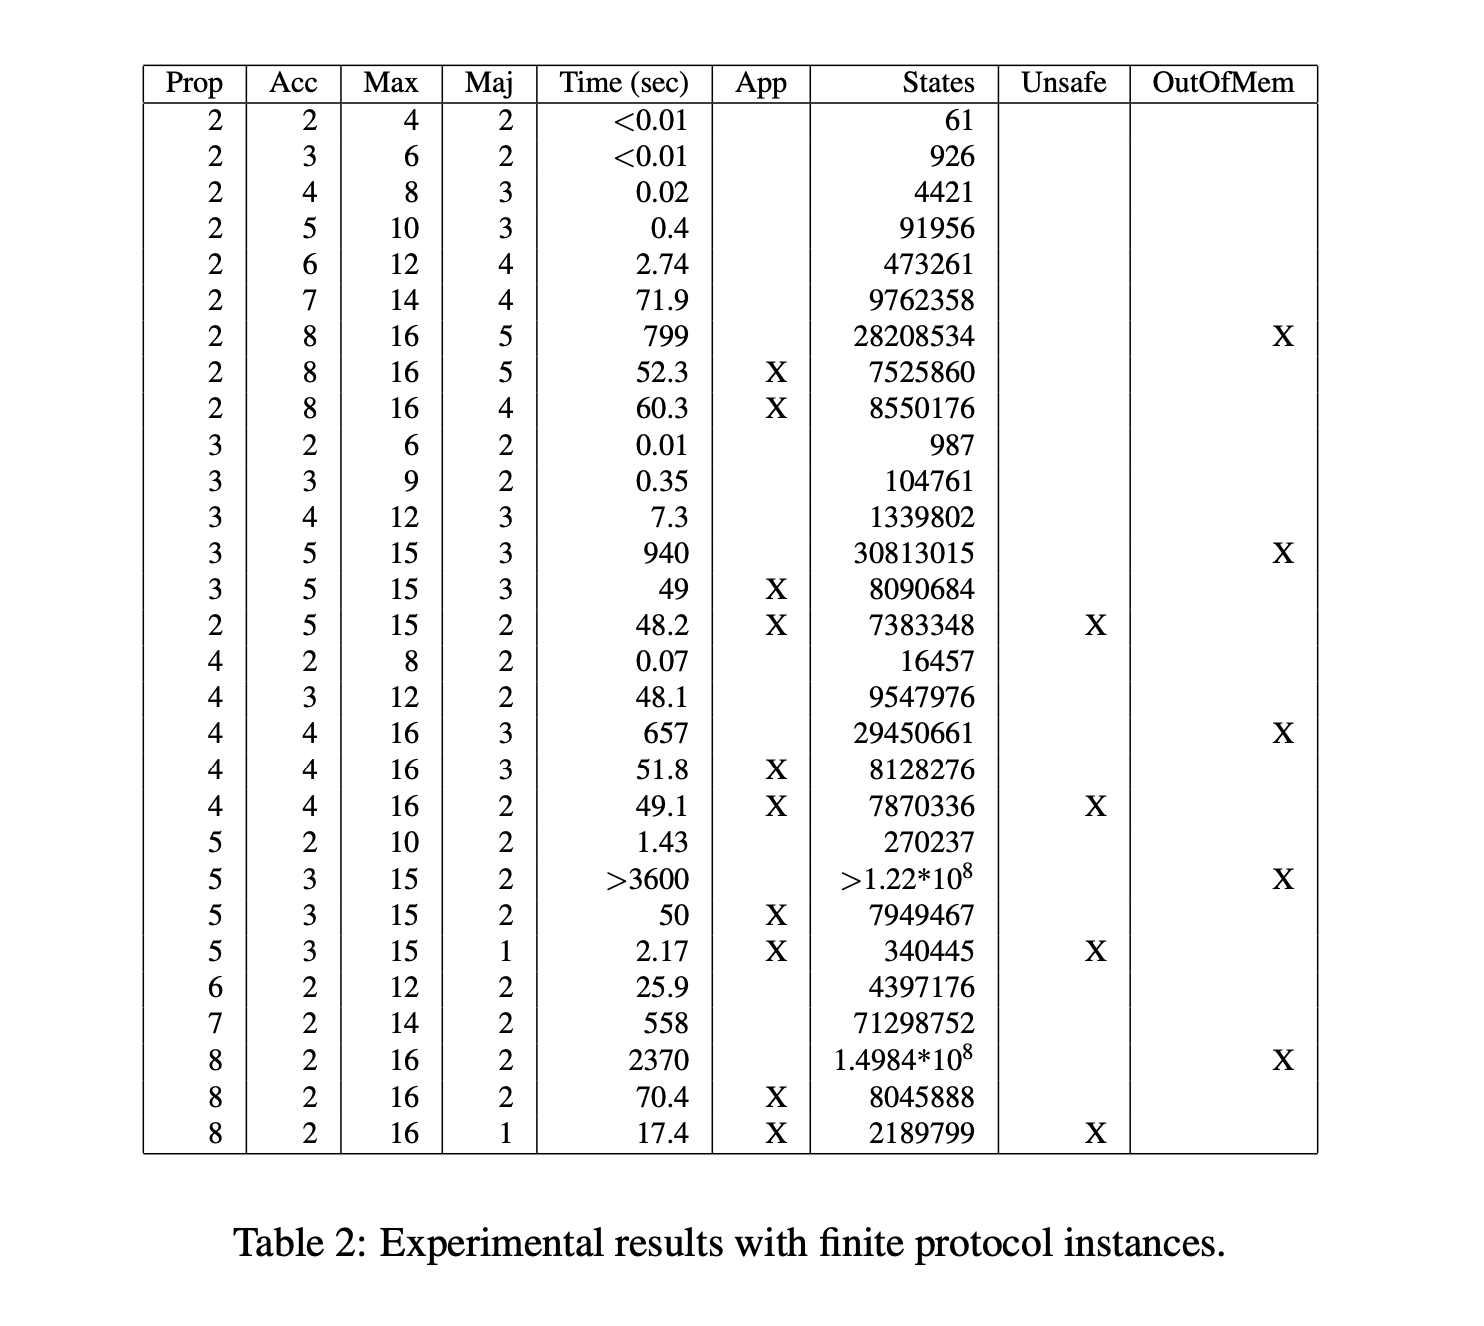 Prop Acc Max Maj Time (sec) App States Unsafe OutOfMem
2 2 4 2 <0.01 61
2 3 6 2 <0.01 926
2 4 8 3 0.02 4421
2 5 10 3 0.4 91956
2 6 12 4 2.74 473261
2 7 14 4 71.9 9762358
2 8 16 5 799 28208534 X
2 8 16 5 52.3 X 7525860
2 8 16 4 60.3 X 8550176
3 2 6 2 0.01 987
3 3 9 2 0.35 104761
3 4 12 3 7.3 1339802
3 5 15 3 940 30813015 X
3 5 15 3 49 X 8090684
2 5 15 2 48.2 X 7383348 X
4 2 8 2 0.07 16457
4 3 12 2 48.1 9547976
4 4 16 3 657 29450661 X
4 4 16 3 51.8 X 8128276
4 4 16 2 49.1 X 7870336 X
5 2 10 2 1.43 270237
5 3 15 2 >3600 >1.22*10⁸ X
5 3 15 2 50 X 7949467
5 3 15 1 2.17 X 340445 X
6 2 12 2 25.9 4397176
7 2 14 2 558 71298752
8 2 16 2 2370 1.4984*10⁸ X
8 2 16 2 70.4 X 8045888
8 2 16 1 17.4 X 2189799 X
Table 2: Experimental results with finite protocol instances.